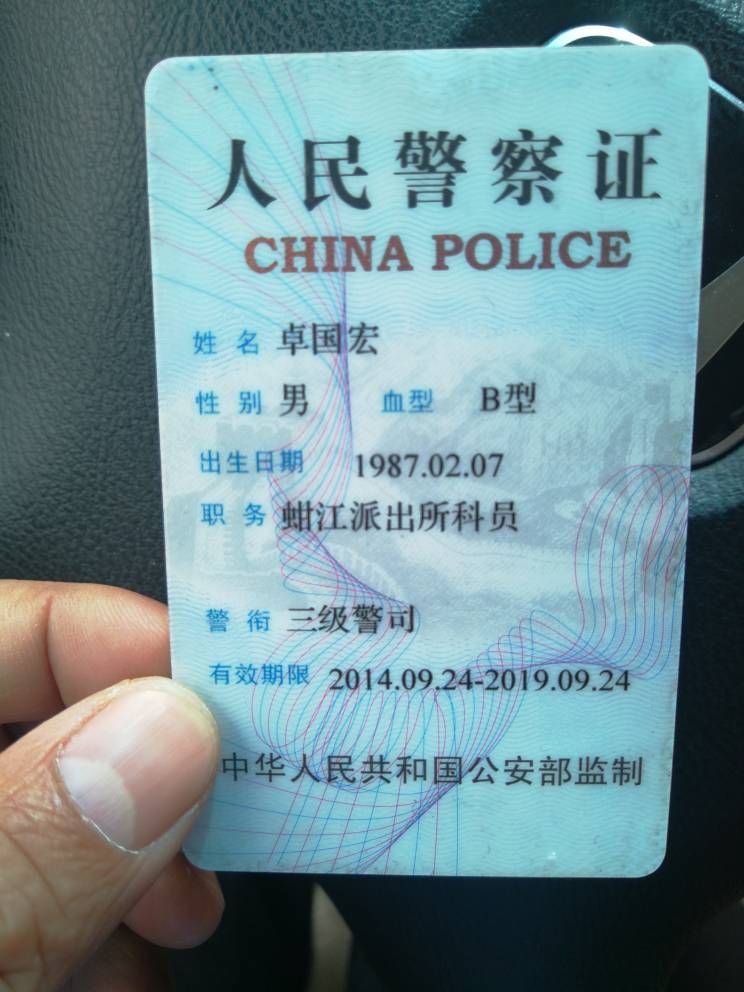 人民警察证
CHINA POLICE
姓名 卓国宏
性别 男 血型 B型
出生日期 1987.02.07
职务 蚶江派出所科员
警衔 三级警司
有效期限 2014.09.24-2019.09.24
中华人民共和国公安部监制